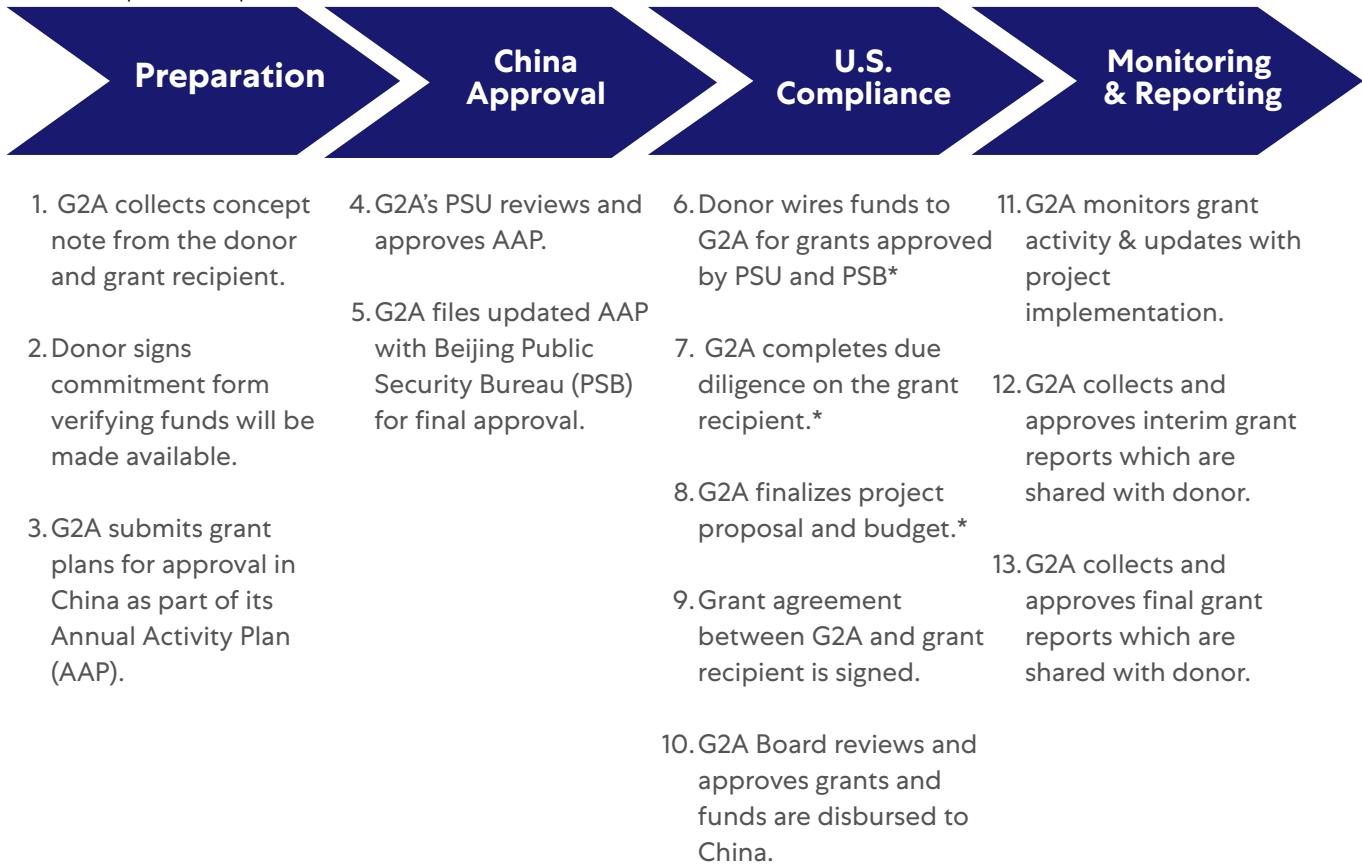 Preparation
China
Approval
U.S.
Compliance
Monitoring
& Reporting
1. G2A collects concept
note from the donor
and grant recipient.
2. Donor signs
commitment form
verifying funds will be
made available.
3. G2A submits grant
plans for approval in
China as part of its
Annual Activity Plan
(AAP).
4. G2A’s PSU reviews and
approves AAP.
5. G2A files updated AAP
with Beijing Public
Security Bureau (PSB)
for final approval.
6. Donor wires funds to
G2A for grants approved
by PSU and PSB*
7. G2A completes due
diligence on the grant
recipient.*
8. G2A finalizes project
proposal and budget.*
9. Grant agreement
between G2A and grant
recipient is signed.
10. G2A Board reviews and
approves grants and
funds are disbursed to
China.
11. G2A monitors grant
activity & updates with
project
implementation.
12. G2A collects and
approves interim grant
reports which are
shared with donor.
13. G2A collects and
approves final grant
reports which are
shared with donor.